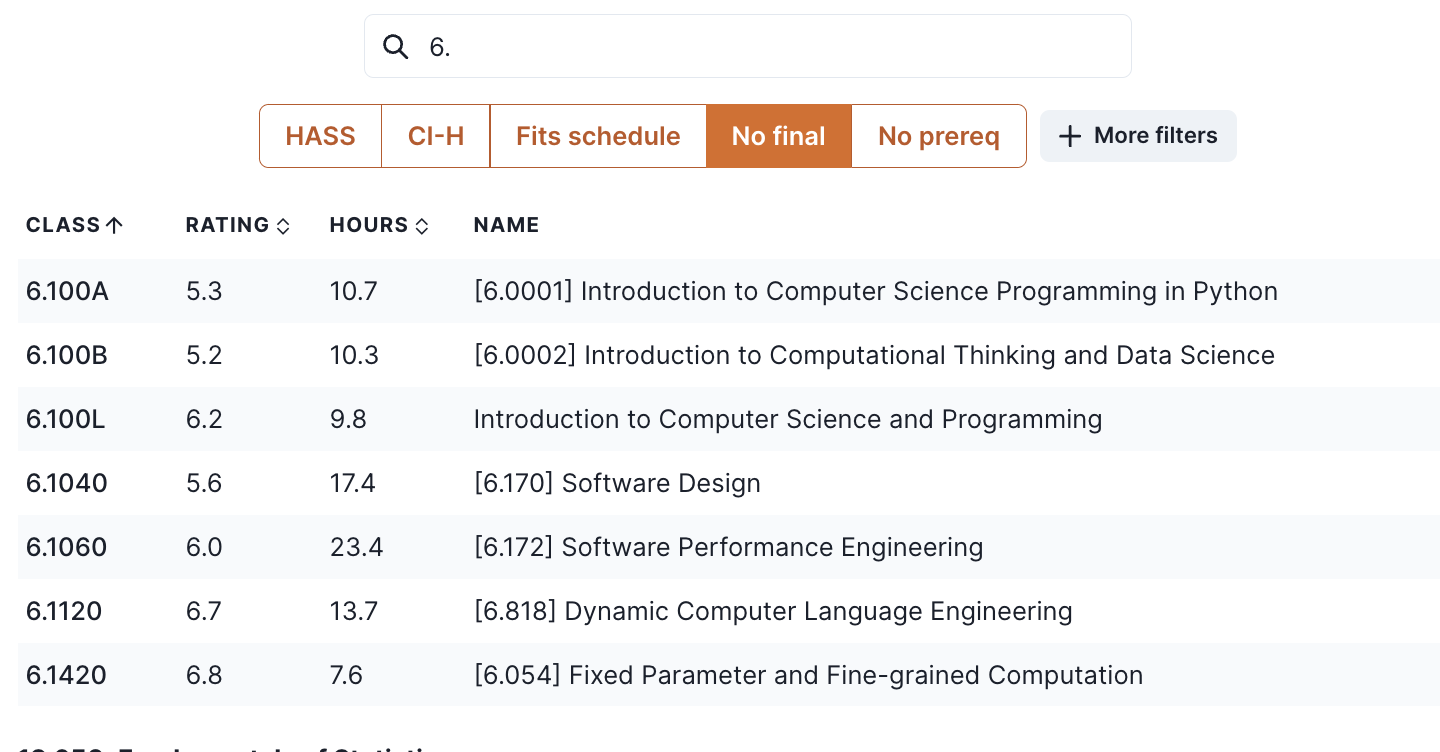 6.
HASS CI-H Fits schedule No final No prereq + More filters
CLASS RATING HOURS NAME
6.100A 5.3 10.7 [6.0001] Introduction to Computer Science Programming in Python
6.100B 5.2 10.3 [6.0002] Introduction to Computational Thinking and Data Science
6.100L 6.2 9.8 Introduction to Computer Science and Programming
6.1040 5.6 17.4 [6.170] Software Design
6.1060 6.0 23.4 [6.172] Software Performance Engineering
6.1120 6.7 13.7 [6.818] Dynamic Computer Language Engineering
6.1420 6.8 7.6 [6.054] Fixed Parameter and Fine-grained Computation